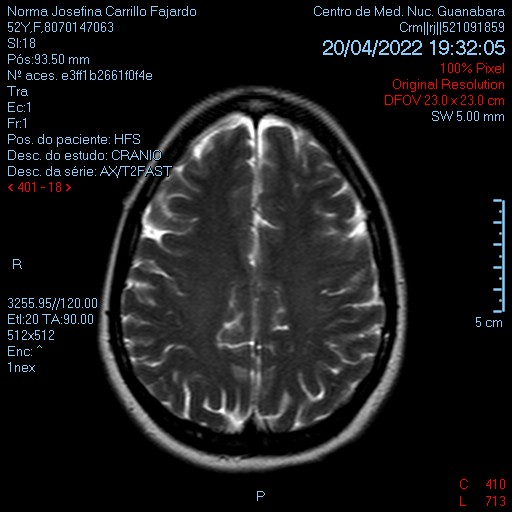 Norma Josefina Carrillo Fajardo
52Y,F,8070147063
Sl:18
Pós:93.50 mm
Nº aces. e3ff1b2661f0f4e
Tra
Ec:1
Fr:1
Pos. do paciente: HFS
Desc. do estudo: CRANIO
Desc. da série: AX/T2FAST
< 401 - 18 >
Centro de Med. Nuc. Guanabara
Crm||rj||521091859
20/04/2022 19:32:05
100% Pixel
Original Resolution
DFOV 23.0 x 23.0 cm
SW 5.00 mm
R
5 cm
3255.95//120.00
Etl:20 TA:90.00
512x512
Enc: ^
1nex
P
C 410
L 713